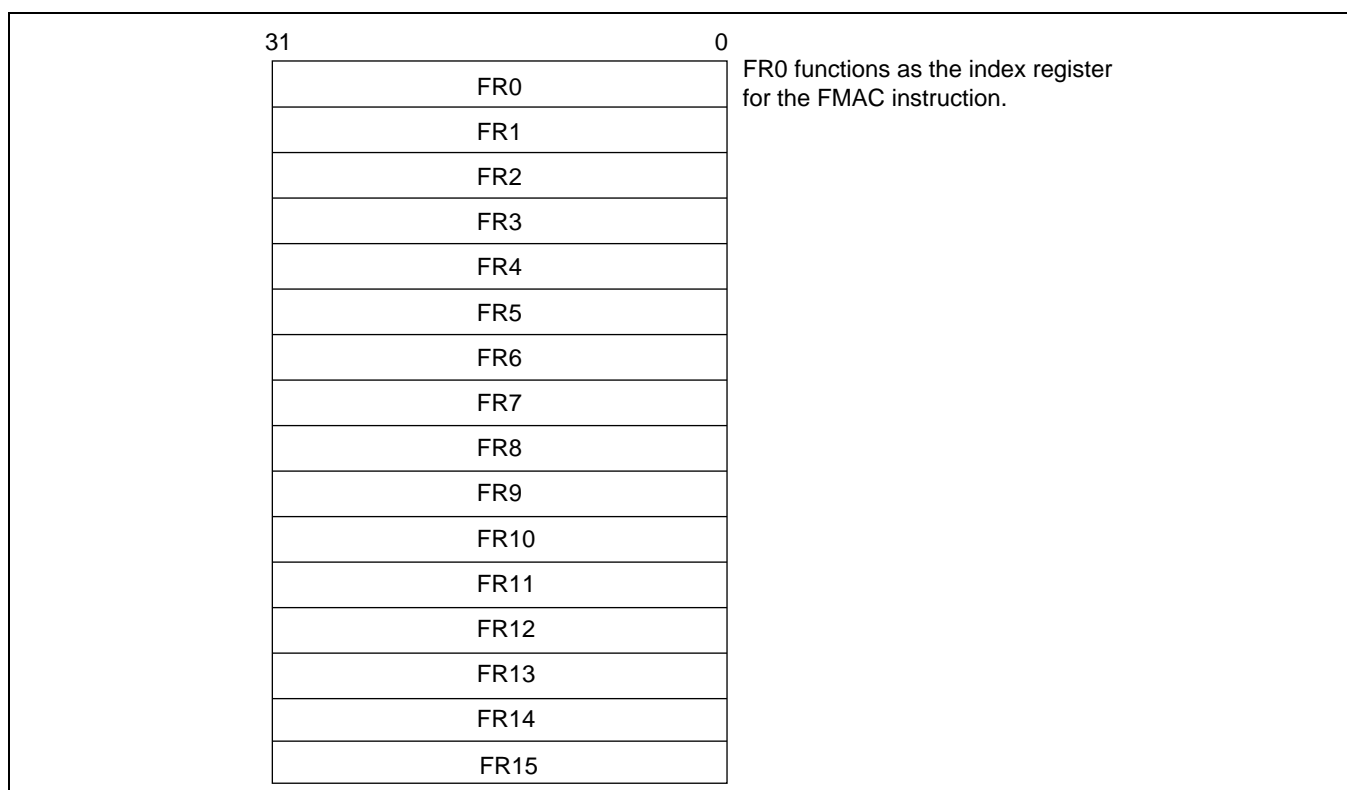 31 0
FR0 FR0 functions as the index register
for the FMAC instruction.
FR1
FR2
FR3
FR4
FR5
FR6
FR7
FR8
FR9
FR10
FR11
FR12
FR13
FR14
FR15